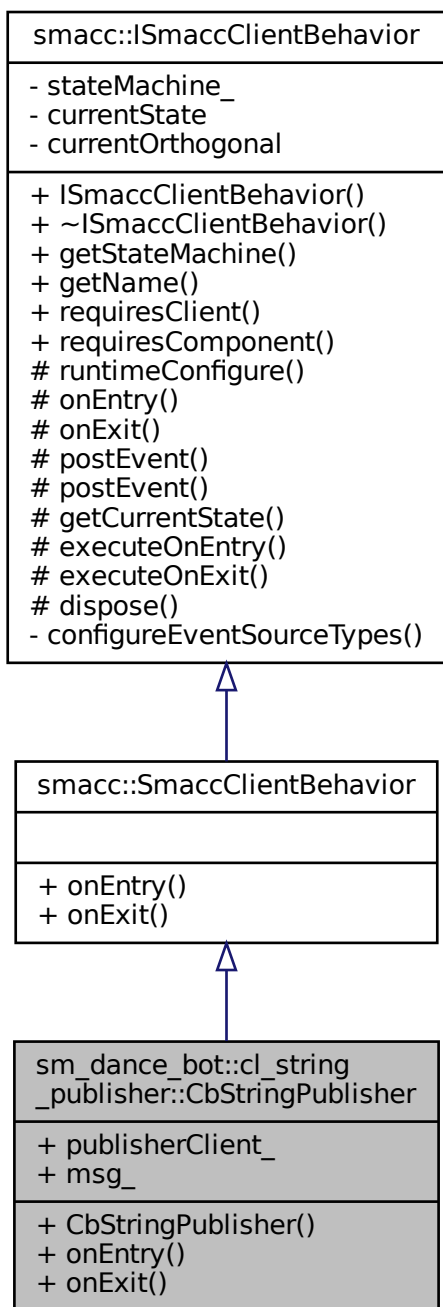 smacc::ISmaccClientBehavior
- stateMachine_
- currentState
- currentOrthogonal
+ ISmaccClientBehavior()
+ ~ISmaccClientBehavior()
+ getStateMachine()
+ getName()
+ requiresClient()
+ requiresComponent()
# runtimeConfigure()
# onEntry()
# onExit()
# postEvent()
# postEvent()
# getCurrentState()
# executeOnEntry()
# executeOnExit()
# dispose()
- configureEventSourceTypes()
smacc::SmaccClientBehavior
+ onEntry()
+ onExit()
sm_dance_bot::cl_string
_publisher::CbStringPublisher
+ publisherClient_
+ msg_
+ CbStringPublisher()
+ onEntry()
+ onExit()